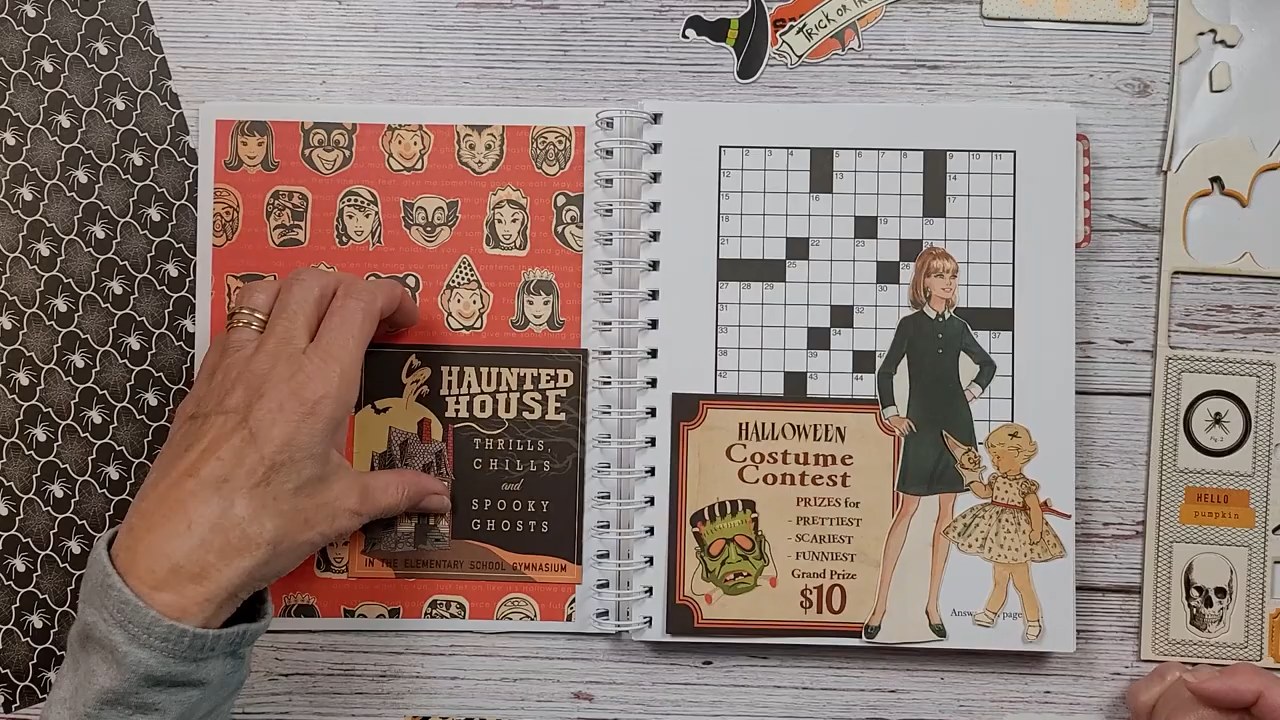 TRICK OR
HAUNTED
HOUSE
THRILLS,
CHILLS
and
SPOOKY
GHOSTS
IN THE ELEMENTARY SCHOOL GYMNASIUM
1 2 3 4 5 6 7 8 9 10 11
12 13 14
15 16 17
18 19 20
21 22 23 24
25 26
27 28 29 30
31 32
33 34 37
38 39
42 43 44
HALLOWEEN
Costume
Contest
PRIZES for
- PRETTIEST
- SCARIEST
- FUNNIEST
Grand Prize
$10
page
Fig. 2
HELLO
pumpkin